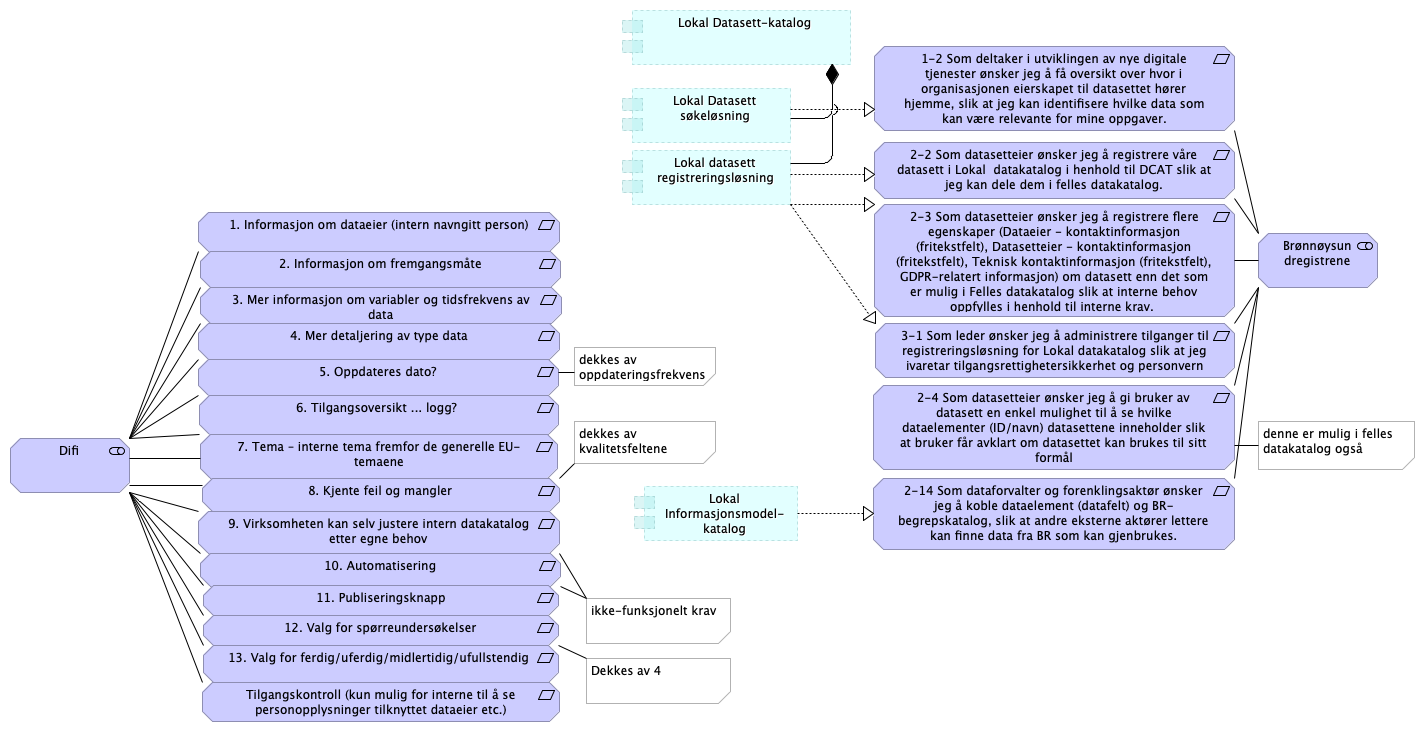 Lokal Datasett-katalog
Lokal Datasett
søkeløsning
Lokal datasett
registreringsløsning
1-2 Som deltaker i utviklingen av nye digitale
tjenester ønsker jeg å få oversikt over hvor i
organisasjonen eierskapet til datasettet hører
hjemme, slik at jeg kan identifisere hvilke data som
kan være relevante for mine oppgaver.
2-2 Som datasetteier ønsker jeg å registrere våre
datasett i Lokal  datakatalog i henhold til DCAT slik at
jeg kan dele dem i felles datakatalog.
2-3 Som datasetteier ønsker jeg å registrere flere
egenskaper (Dataeier - kontaktinformasjon
(fritekstfelt), Datasetteier - kontaktinformasjon
(fritekstfelt), Teknisk kontaktinformasjon (fritekstfelt),
GDPR-relatert informasjon) om datasett enn det som
er mulig i Felles datakatalog slik at interne behov
oppfylles i henhold til interne krav.
3-1 Som leder ønsker jeg å administrere tilganger til
registreringsløsning for Lokal datakatalog slik at jeg
ivaretar tilgangsrettighetersikkerhet og personvern
2-4 Som datasetteier ønsker jeg å gi bruker av
datasett en enkel mulighet til å se hvilke
dataelementer (ID/navn) datasettene inneholder slik
at bruker får avklart om datasettet kan brukes til sitt
formål
2-14 Som dataforvalter og forenklingsaktør ønsker
jeg å koble dataelement (datafelt) og BR-
begrepskatalog, slik at andre eksterne aktører lettere
kan finne data fra BR som kan gjenbrukes.
Brønnøysun
dregistrene
denne er mulig i felles
datakatalog også
Lokal
Informasjonsmodel-
katalog
Difi
1. Informasjon om dataeier (intern navngitt person)
2. Informasjon om fremgangsmåte
3. Mer informasjon om variabler og tidsfrekvens av
data
4. Mer detaljering av type data
5. Oppdateres dato?
6. Tilgangsoversikt ... logg?
7. Tema - interne tema fremfor de generelle EU-
temaene
8. Kjente feil og mangler
9. Virksomheten kan selv justere intern datakatalog
etter egne behov
10. Automatisering
11. Publiseringsknapp
12. Valg for spørreundersøkelser
13. Valg for ferdig/uferdig/midlertidig/ufullstendig
Tilgangskontroll (kun mulig for interne til å se
personopplysninger tilknyttet dataeier etc.)
dekkes av
oppdateringsfrekvens
dekkes av
kvalitetsfeltene
ikke-funksjonelt krav
Dekkes av 4